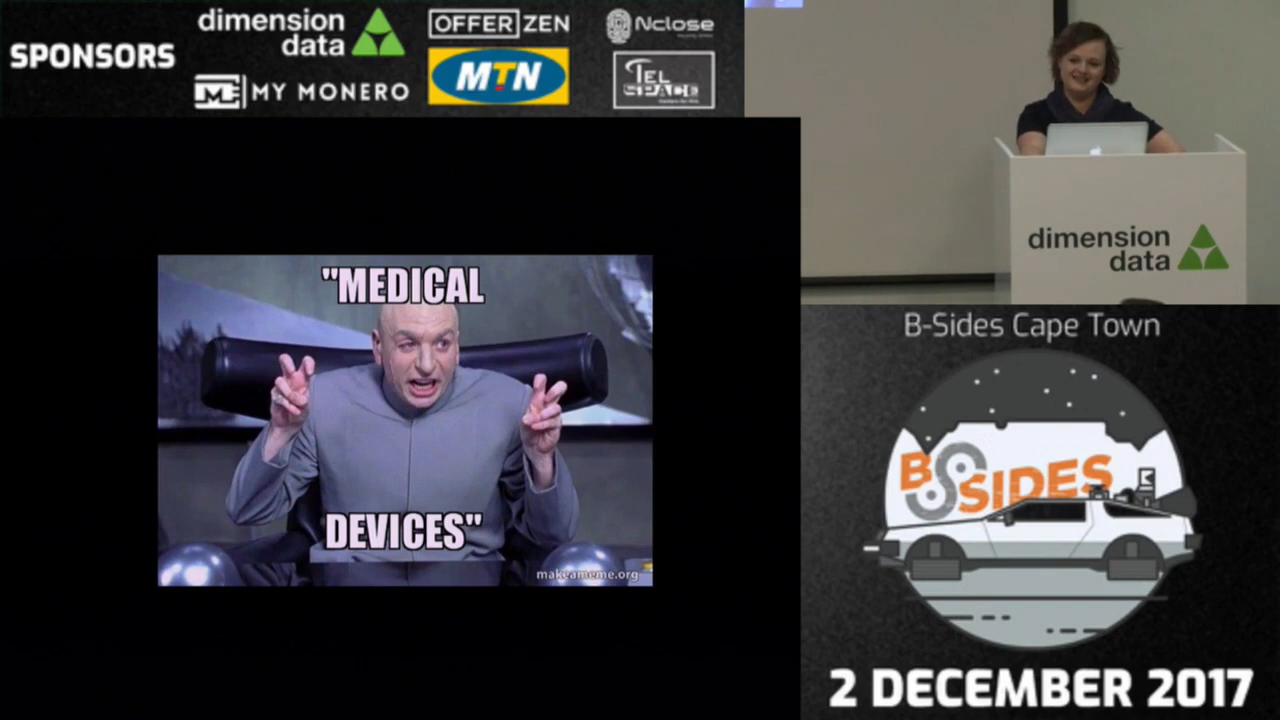 SPONSORS
dimension
data
MY MONERO
OFFERZEN
MTN
Nclose
TEL
SPACE
"MEDICAL
DEVICES"
makeameme.org
dimension
data
B-Sides Cape Town
BSIDES
2 DECEMBER 2017